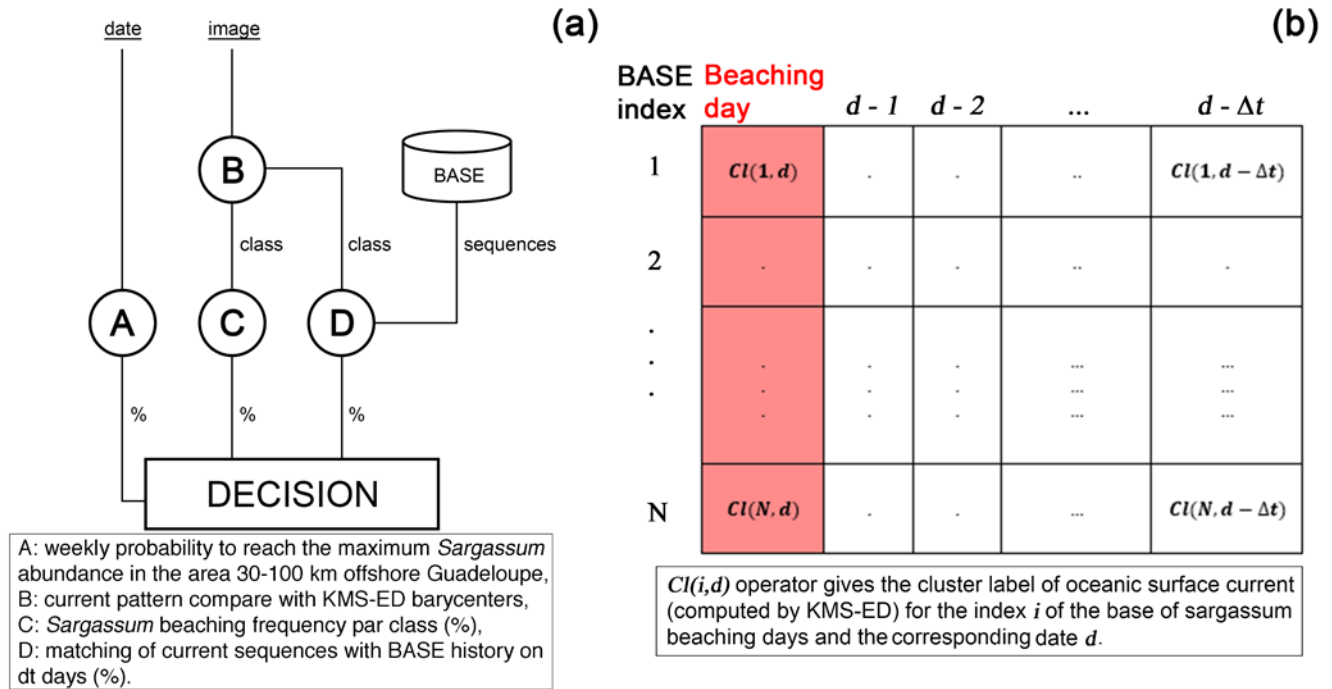 (a)
date
image
B
BASE
class
class
sequences
A
C
D
%
%
%
DECISION
A: weekly probability to reach the maximum Sargassum
abundance in the area 30-100 km offshore Guadeloupe,
B: current pattern compare with KMS-ED barycenters,
C: Sargassum beaching frequency par class (%),
D: matching of current sequences with BASE history on
dt days (%).
(b)
BASE Beaching
index day d - 1 d - 2 ... d - Δt
1 Cl(1, d) . . .. Cl(1, d − Δt)
2 . . . .. .
. . . . ... ...
. . . . ... ...
. . . . ... ...
N Cl(N, d) . . ... Cl(N, d − Δt)
Cl(i,d) operator gives the cluster label of oceanic surface current
(computed by KMS-ED) for the index i of the base of sargassum
beaching days and the corresponding date d.